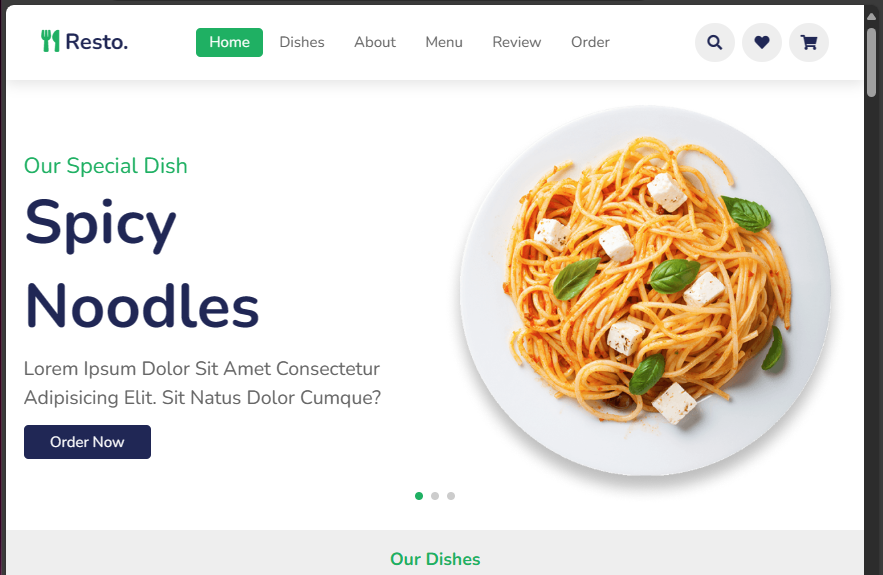 Resto.
Home Dishes About Menu Review Order
Our Special Dish
Spicy
Noodles
Lorem Ipsum Dolor Sit Amet Consectetur
Adipisicing Elit. Sit Natus Dolor Cumque?
Order Now
Our Dishes